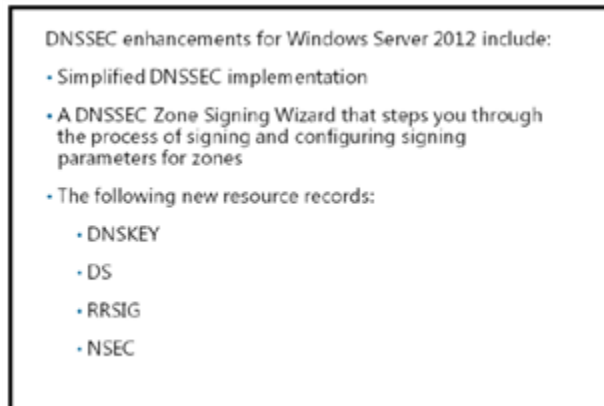 DNSSEC enhancements for Windows Server 2012 include:
• Simplified DNSSEC implementation
• A DNSSEC Zone Signing Wizard that steps you through
the process of signing and configuring signing
parameters for zones
• The following new resource records:
• DNSKEY
• DS
• RRSIG
• NSEC